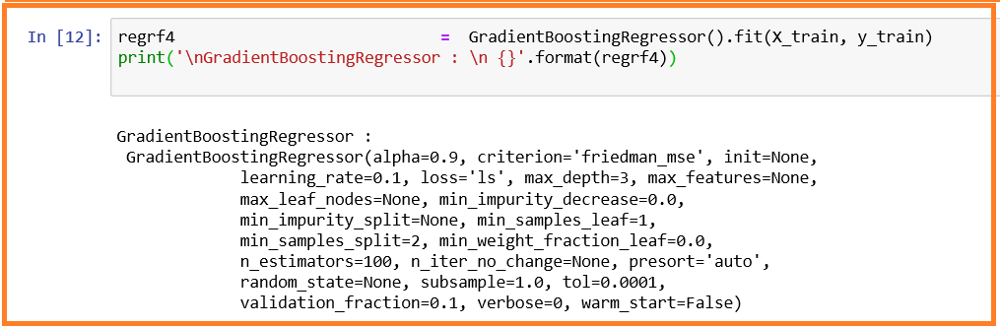 In [12]: regrf4 = GradientBoostingRegressor().fit(X_train, y_train)
print('\nGradientBoostingRegressor : \n {}'.format(regrf4))
GradientBoostingRegressor :
GradientBoostingRegressor(alpha=0.9, criterion='friedman_mse', init=None,
learning_rate=0.1, loss='ls', max_depth=3, max_features=None,
max_leaf_nodes=None, min_impurity_decrease=0.0,
min_impurity_split=None, min_samples_leaf=1,
min_samples_split=2, min_weight_fraction_leaf=0.0,
n_estimators=100, n_iter_no_change=None, presort='auto',
random_state=None, subsample=1.0, tol=0.0001,
validation_fraction=0.1, verbose=0, warm_start=False)